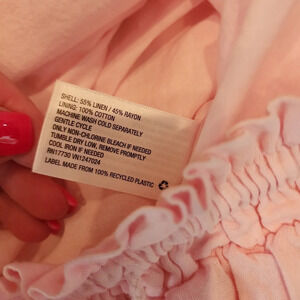 SHELL: 55% LINEN / 45% RAYON
LINING: 100% COTTON
MACHINE WASH COLD SEPARATELY
GENTLE CYCLE
ONLY NON-CHLORINE BLEACH IF NEEDED
TUMBLE DRY LOW, REMOVE PROMPTLY
COOL IRON IF NEEDED
RN17730 VN1247024
LABEL MADE FROM 100% RECYCLED PLASTIC